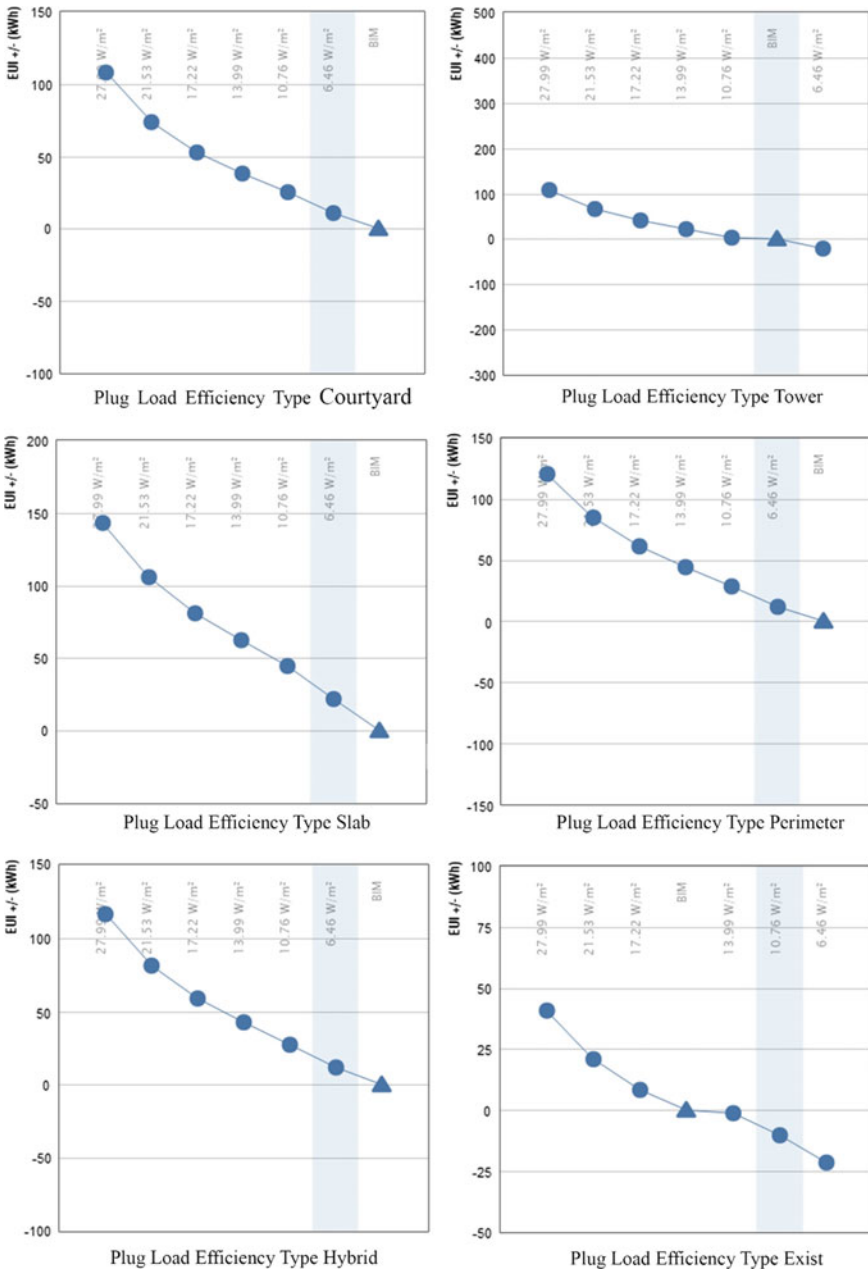 EUI +/- (kWh)
150
100
50
0
-50
-100
27.99 W/m²
21.53 W/m²
17.22 W/m²
13.99 W/m²
10.76 W/m²
6.46 W/m²
BIM
Plug Load Efficiency Type Courtyard
EUI +/- (kWh)
500
400
300
200
100
0
-100
-200
-300
27.99 W/m²
21.53 W/m²
17.22 W/m²
13.99 W/m²
10.76 W/m²
BIM
6.46 W/m²
Plug Load Efficiency Type Tower
EUI +/- (kWh)
200
150
100
50
0
-50
27.99 W/m²
21.53 W/m²
17.22 W/m²
13.99 W/m²
10.76 W/m²
6.46 W/m²
BIM
Plug Load Efficiency Type Slab
EUI +/- (kWh)
150
100
50
0
-50
-100
-150
27.99 W/m²
21.53 W/m²
17.22 W/m²
13.99 W/m²
10.76 W/m²
6.46 W/m²
BIM
Plug Load Efficiency Type Perimeter
EUI +/- (kWh)
150
100
50
0
-50
-100
27.99 W/m²
21.53 W/m²
17.22 W/m²
13.99 W/m²
10.76 W/m²
6.46 W/m²
BIM
Plug Load Efficiency Type Hybrid
EUI +/- (kWh)
100
75
50
25
0
-25
-50
27.99 W/m²
21.53 W/m²
17.22 W/m²
BIM
13.99 W/m²
10.76 W/m²
6.46 W/m²
Plug Load Efficiency Type Exist